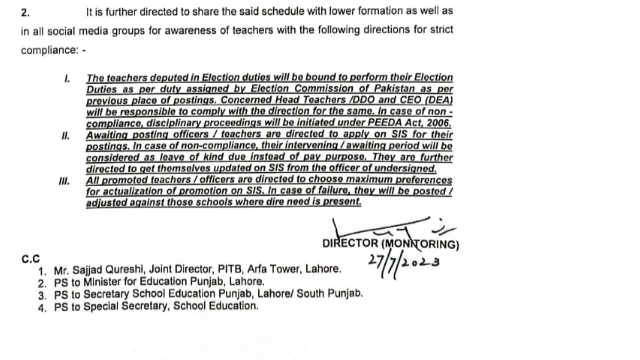 2. It is further directed to share the said schedule with lower formation as well as
in all social media groups for awareness of teachers with the following directions for strict
compliance: -
I. The teachers deputed in Election duties will be bound to perform their Election
Duties as per duty assigned by Election Commission of Pakistan as per
previous place of postings. Concerned Head Teachers /DDO and CEO (DEA)
will be responsible to comply with the direction for the same. In case of non -
compliance, disciplinary proceedings will be initiated under PEEDA Act, 2006.
II. Awaiting posting officers / teachers are directed to apply on SIS for their
postings. In case of non-compliance, their intervening / awaiting period will be
considered as leave of kind due instead of pay purpose. They are further
directed to get themselves updated on SIS from the officer of undersigned.
III. All promoted teachers / officers are directed to choose maximum preferences
for actualization of promotion on SIS. In case of failure, they will be posted /
adjusted against those schools where dire need is present.
DIRECTOR (MONITORING)
27/7/2023
C.C
1. Mr. Sajjad Qureshi, Joint Director, PITB, Arfa Tower, Lahore.
2. PS to Minister for Education Punjab, Lahore.
3. PS to Secretary School Education Punjab, Lahore/ South Punjab.
4. PS to Special Secretary, School Education.